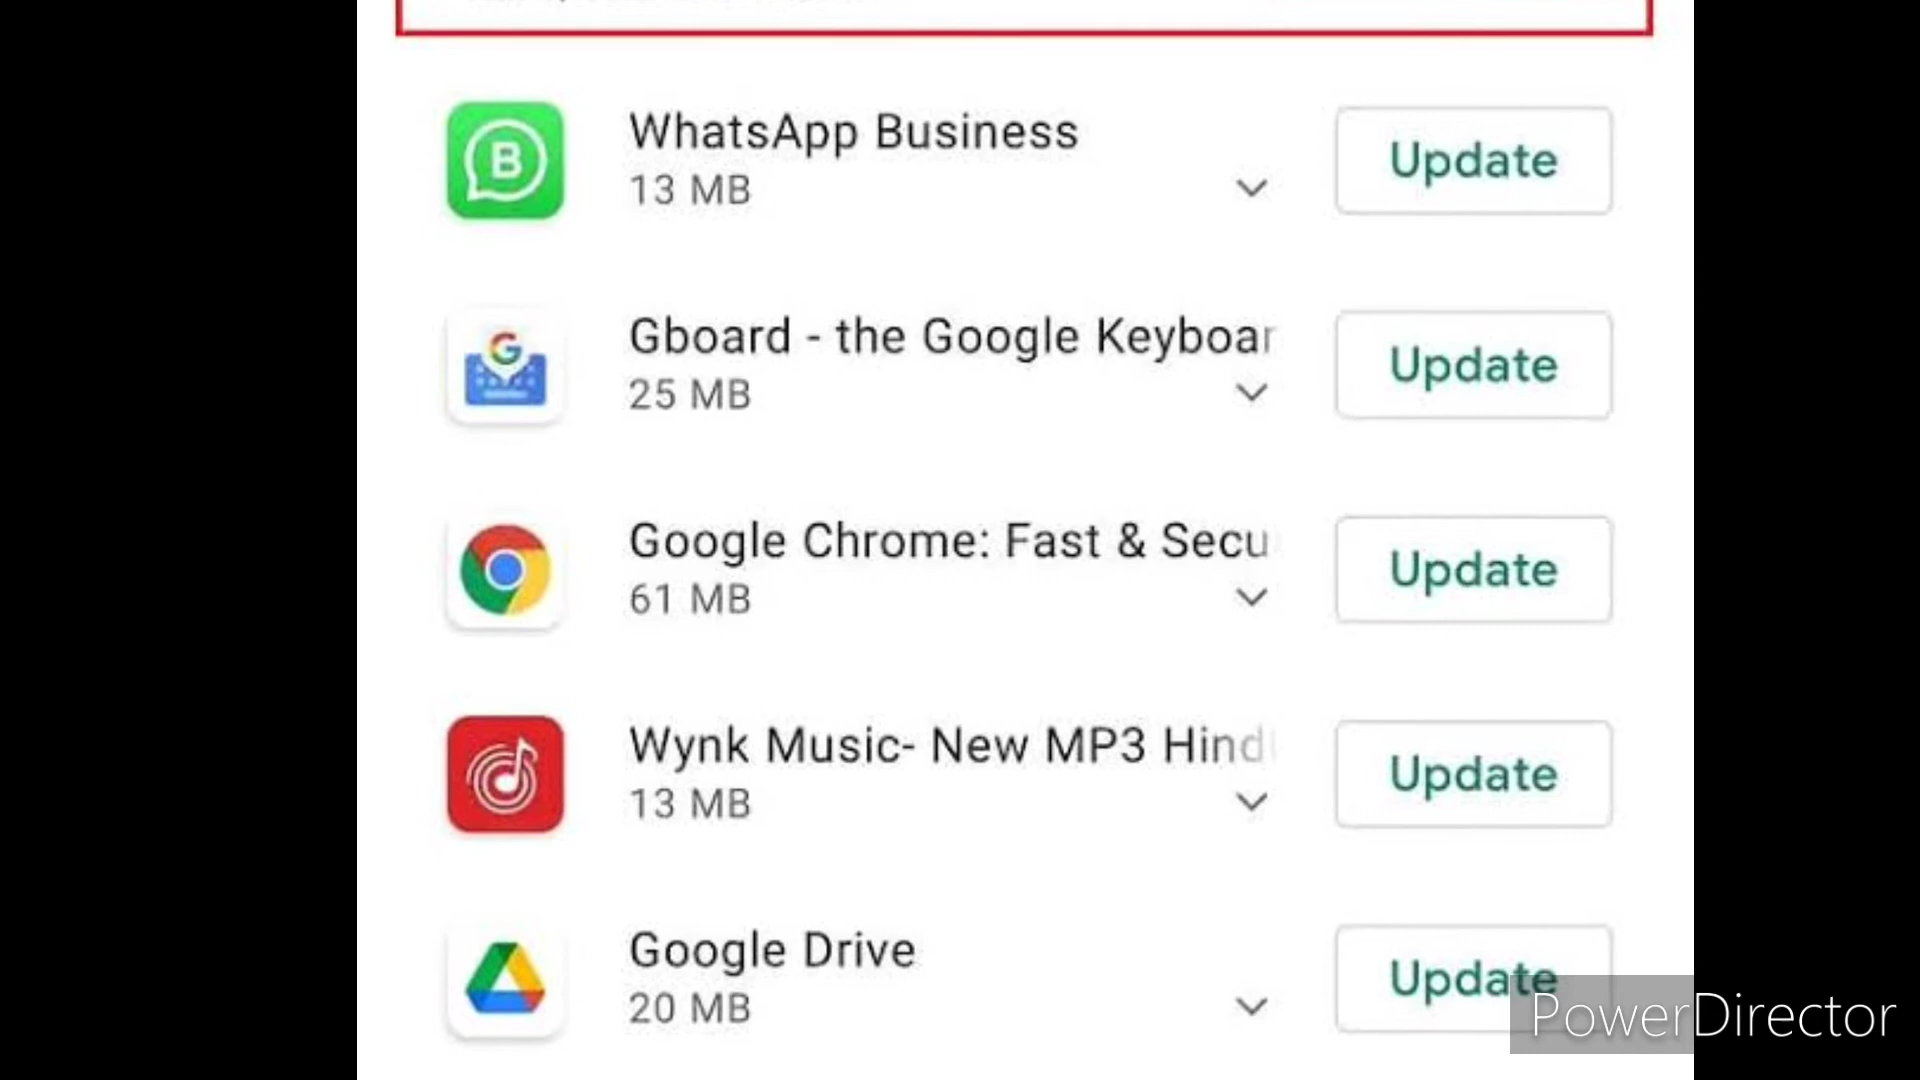 WhatsApp Business
13 MB
Update
Gboard - the Google Keyboar
25 MB
Update
Google Chrome: Fast & Secu
61 MB
Update
Wynk Music- New MP3 Hind
13 MB
Update
Google Drive
20 MB
Update
PowerDirector